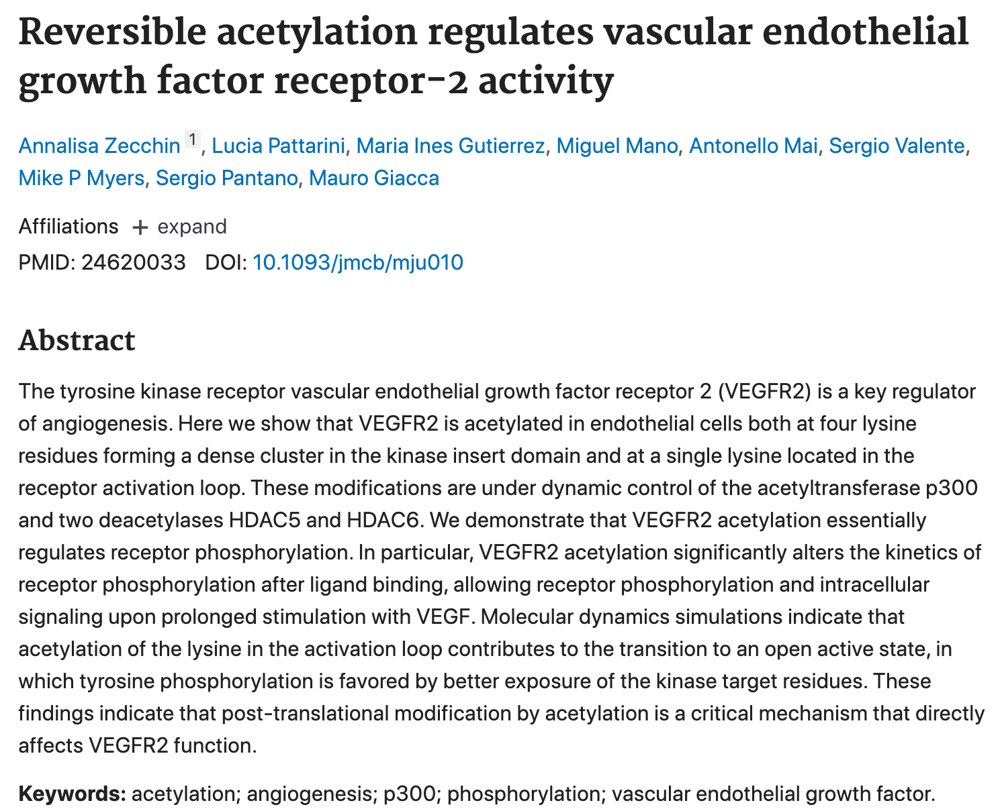 Reversible acetylation regulates vascular endothelial
growth factor receptor-2 activity
Annalisa Zecchin 1, Lucia Pattarini, Maria Ines Gutierrez, Miguel Mano, Antonello Mai, Sergio Valente,
Mike P Myers, Sergio Pantano, Mauro Giacca
Affiliations + expand
PMID: 24620033 DOI: 10.1093/jmcb/mju010
Abstract
The tyrosine kinase receptor vascular endothelial growth factor receptor 2 (VEGFR2) is a key regulator
of angiogenesis. Here we show that VEGFR2 is acetylated in endothelial cells both at four lysine
residues forming a dense cluster in the kinase insert domain and at a single lysine located in the
receptor activation loop. These modifications are under dynamic control of the acetyltransferase p300
and two deacetylases HDAC5 and HDAC6. We demonstrate that VEGFR2 acetylation essentially
regulates receptor phosphorylation. In particular, VEGFR2 acetylation significantly alters the kinetics of
receptor phosphorylation after ligand binding, allowing receptor phosphorylation and intracellular
signaling upon prolonged stimulation with VEGF. Molecular dynamics simulations indicate that
acetylation of the lysine in the activation loop contributes to the transition to an open active state, in
which tyrosine phosphorylation is favored by better exposure of the kinase target residues. These
findings indicate that post-translational modification by acetylation is a critical mechanism that directly
affects VEGFR2 function.
Keywords: acetylation; angiogenesis; p300; phosphorylation; vascular endothelial growth factor.